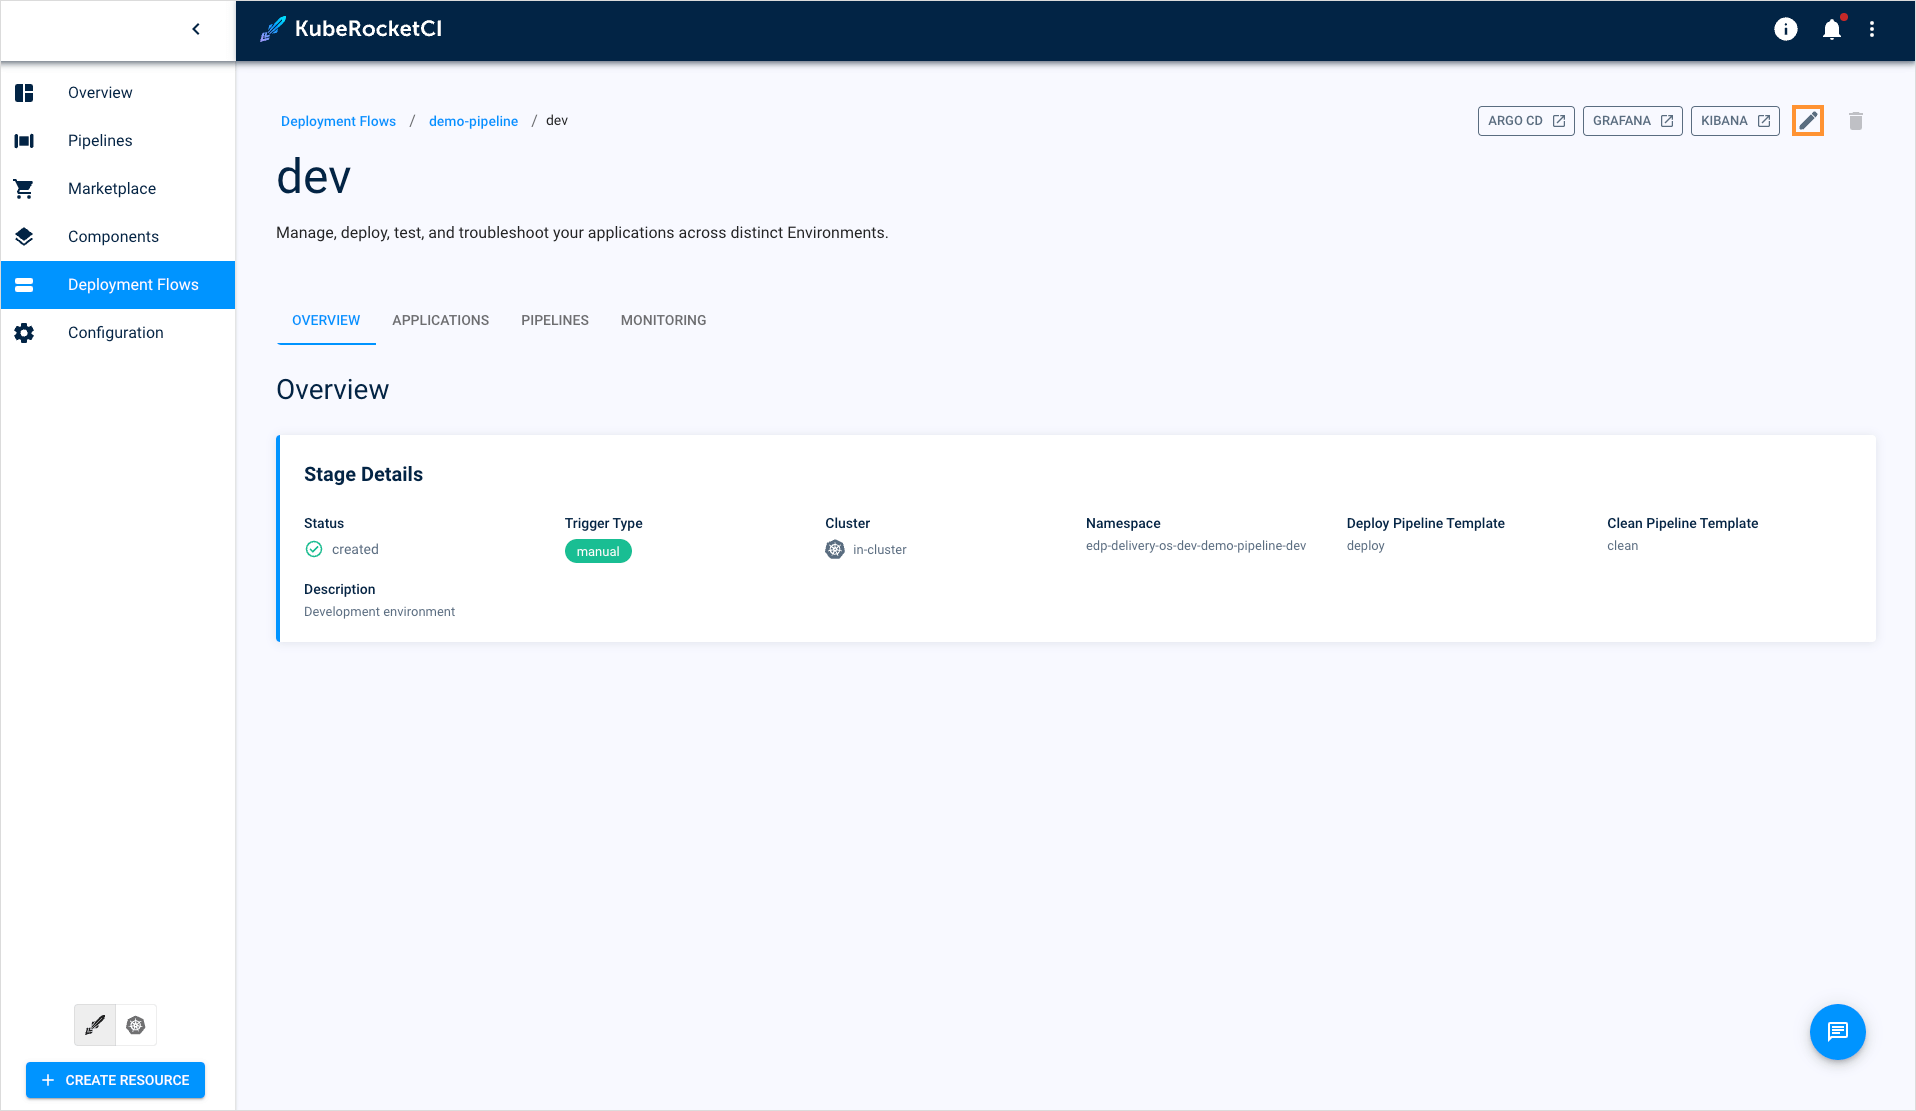 KubeRocketCI
Overview
Pipelines
Marketplace
Components
Deployment Flows
Configuration
CREATE RESOURCE
Deployment Flows / demo-pipeline / dev
ARGO CD
GRAFANA
KIBANA
dev
Manage, deploy, test, and troubleshoot your applications across distinct Environments.
OVERVIEW APPLICATIONS PIPELINES MONITORING
Overview
Stage Details
Status
created
Trigger Type
manual
Cluster
in-cluster
Namespace
edp-delivery-os-dev-demo-pipeline-dev
Deploy Pipeline Template
deploy
Clean Pipeline Template
clean
Description
Development environment